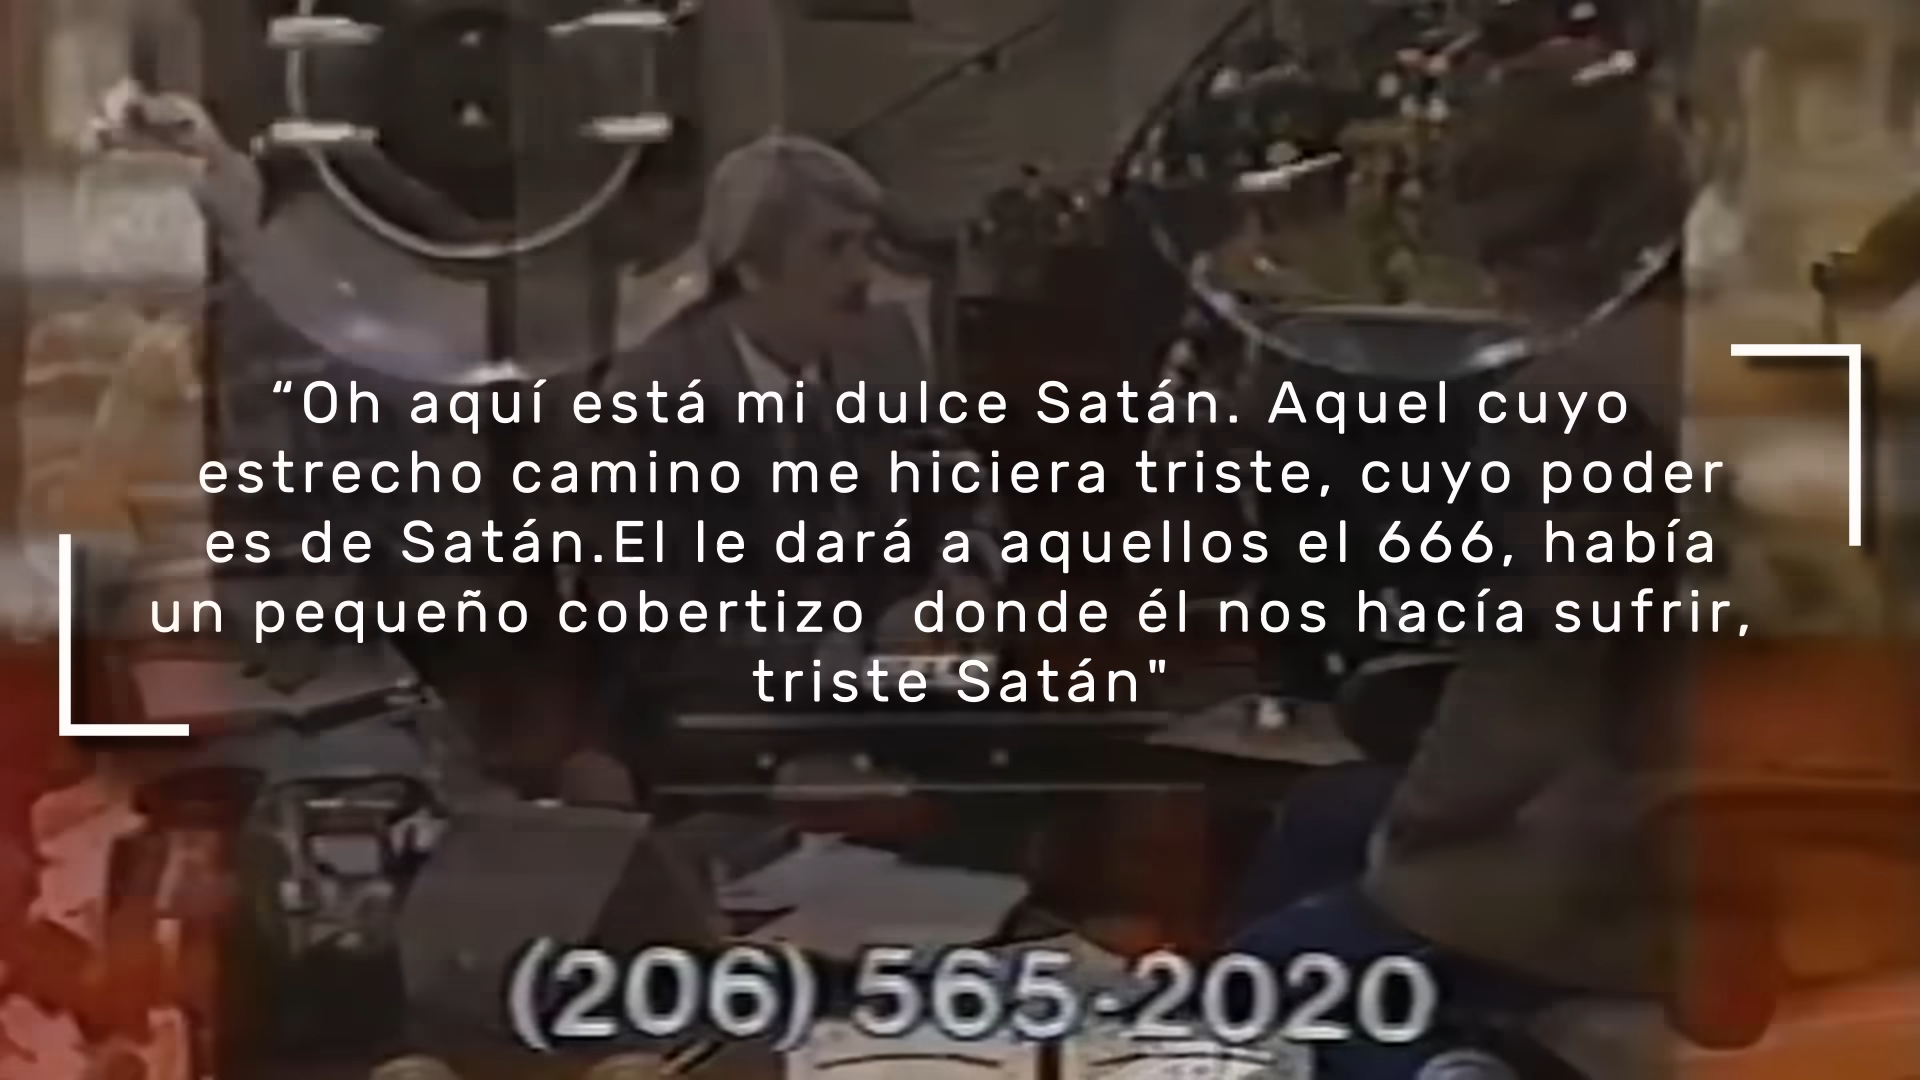 “Oh aquí está mi dulce Satán. Aquel cuyo
estrecho camino me hiciera triste, cuyo poder
es de Satán.El le dará a aquellos el 666, había
un pequeño cobertizo  donde él nos hacía sufrir,
triste Satán"
(206) 565-2020